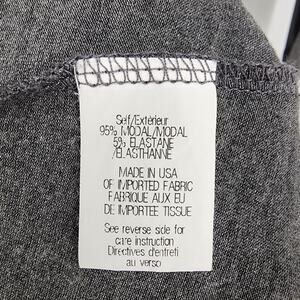 Self/Extérieur
95% MODAL/MODAL
5% ELASTANE
/ELASTHANNE
MADE IN USA
OF IMPORTED FABRIC
FABRIQUE AUX EU
DE IMPORTEE TISSUE
See reverse side for
care instruction
Directives d'entreti
au verso